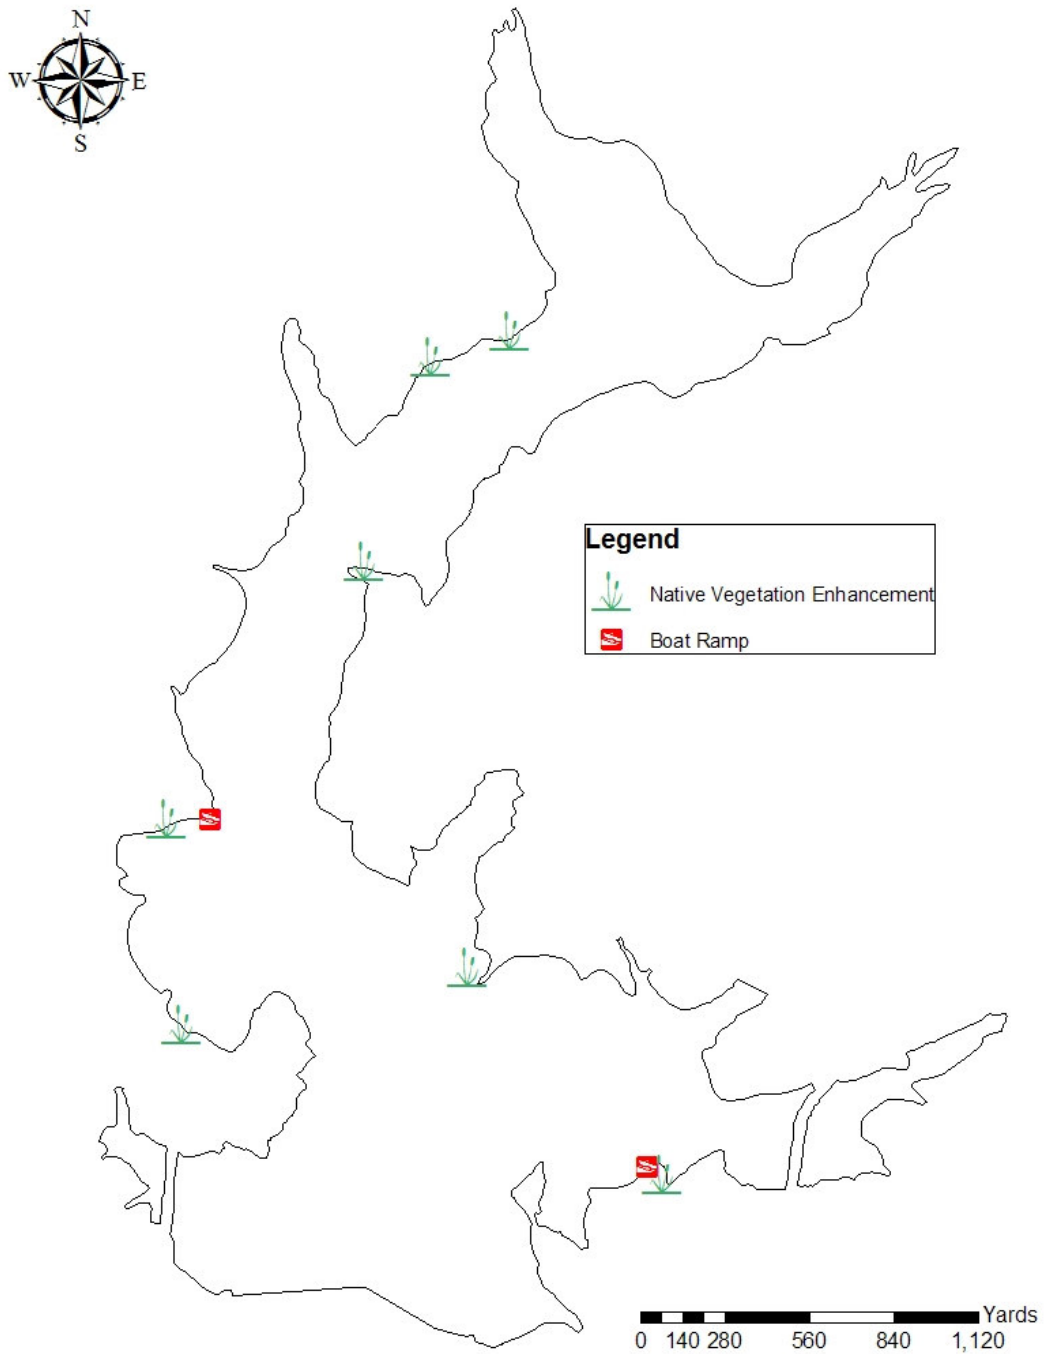 N
W E
S
Legend
Native Vegetation Enhancement
Boat Ramp
Yards
0 140 280 560 840 1,120